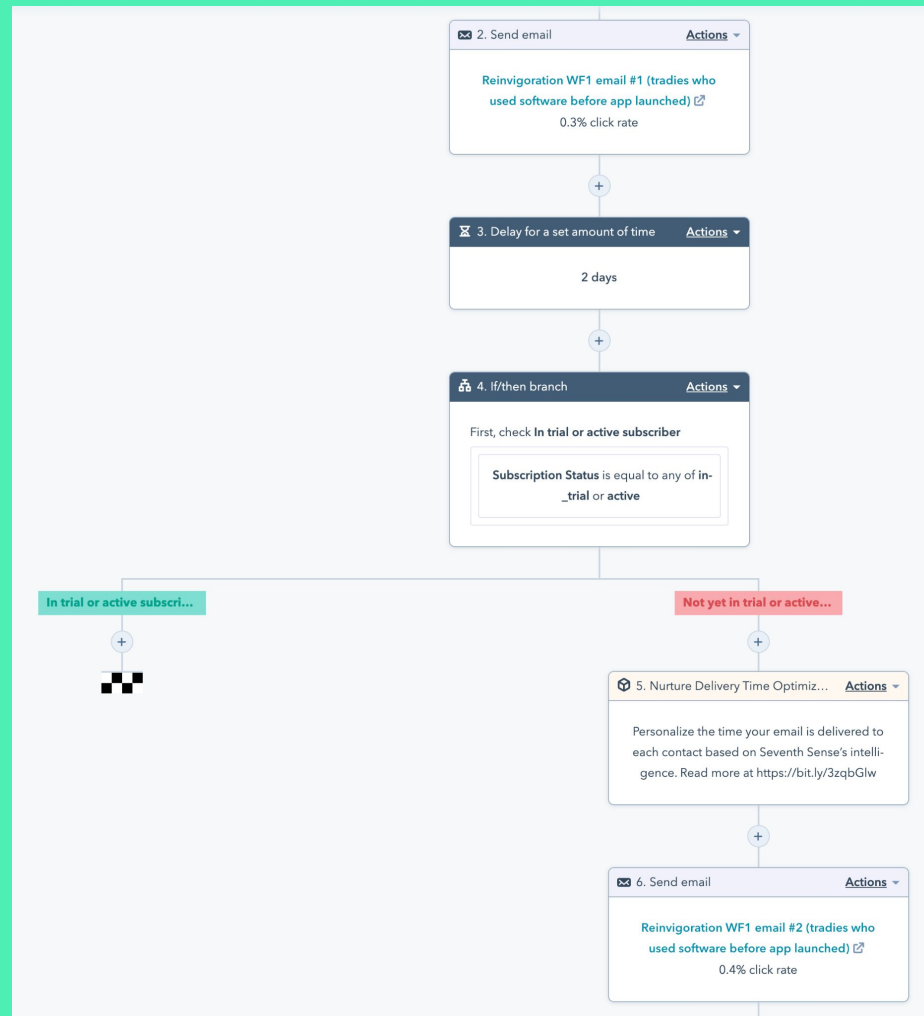 2. Send email Actions
Reinvigoration WF1 email #1 (tradies who
used software before app launched)
0.3% click rate
+
3. Delay for a set amount of time Actions
2 days
+
4. If/then branch Actions
First, check In trial or active subscriber
Subscription Status is equal to any of in-
_trial or active
In trial or active subscri...
Not yet in trial or active...
+
+
5. Nurture Delivery Time Optimiz... Actions
Personalize the time your email is delivered to
each contact based on Seventh Sense's intelli-
gence. Read more at https://bit.ly/3zqbGlw
+
6. Send email Actions
Reinvigoration WF1 email #2 (tradies who
used software before app launched)
0.4% click rate